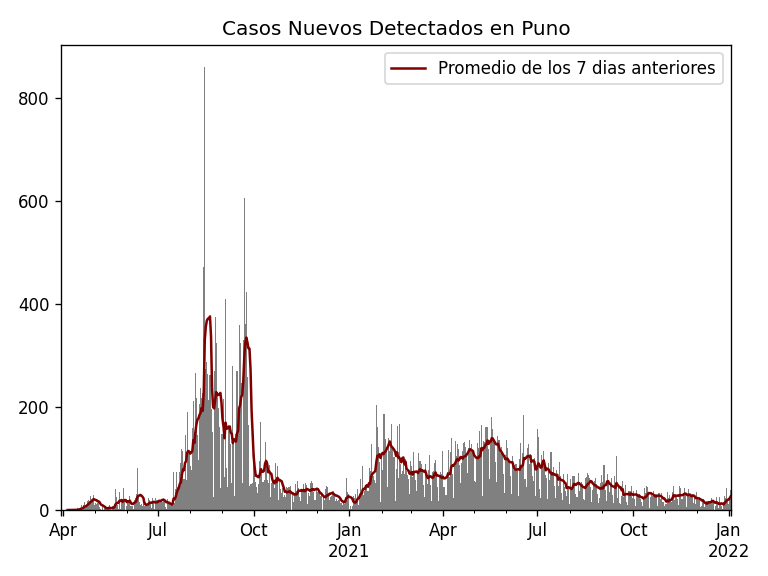 Casos Nuevos Detectados en Puno
Promedio de los 7 dias anteriores
800
600
400
200
0
Apr Jul Oct Jan Apr Jul Oct Jan
2021 2022